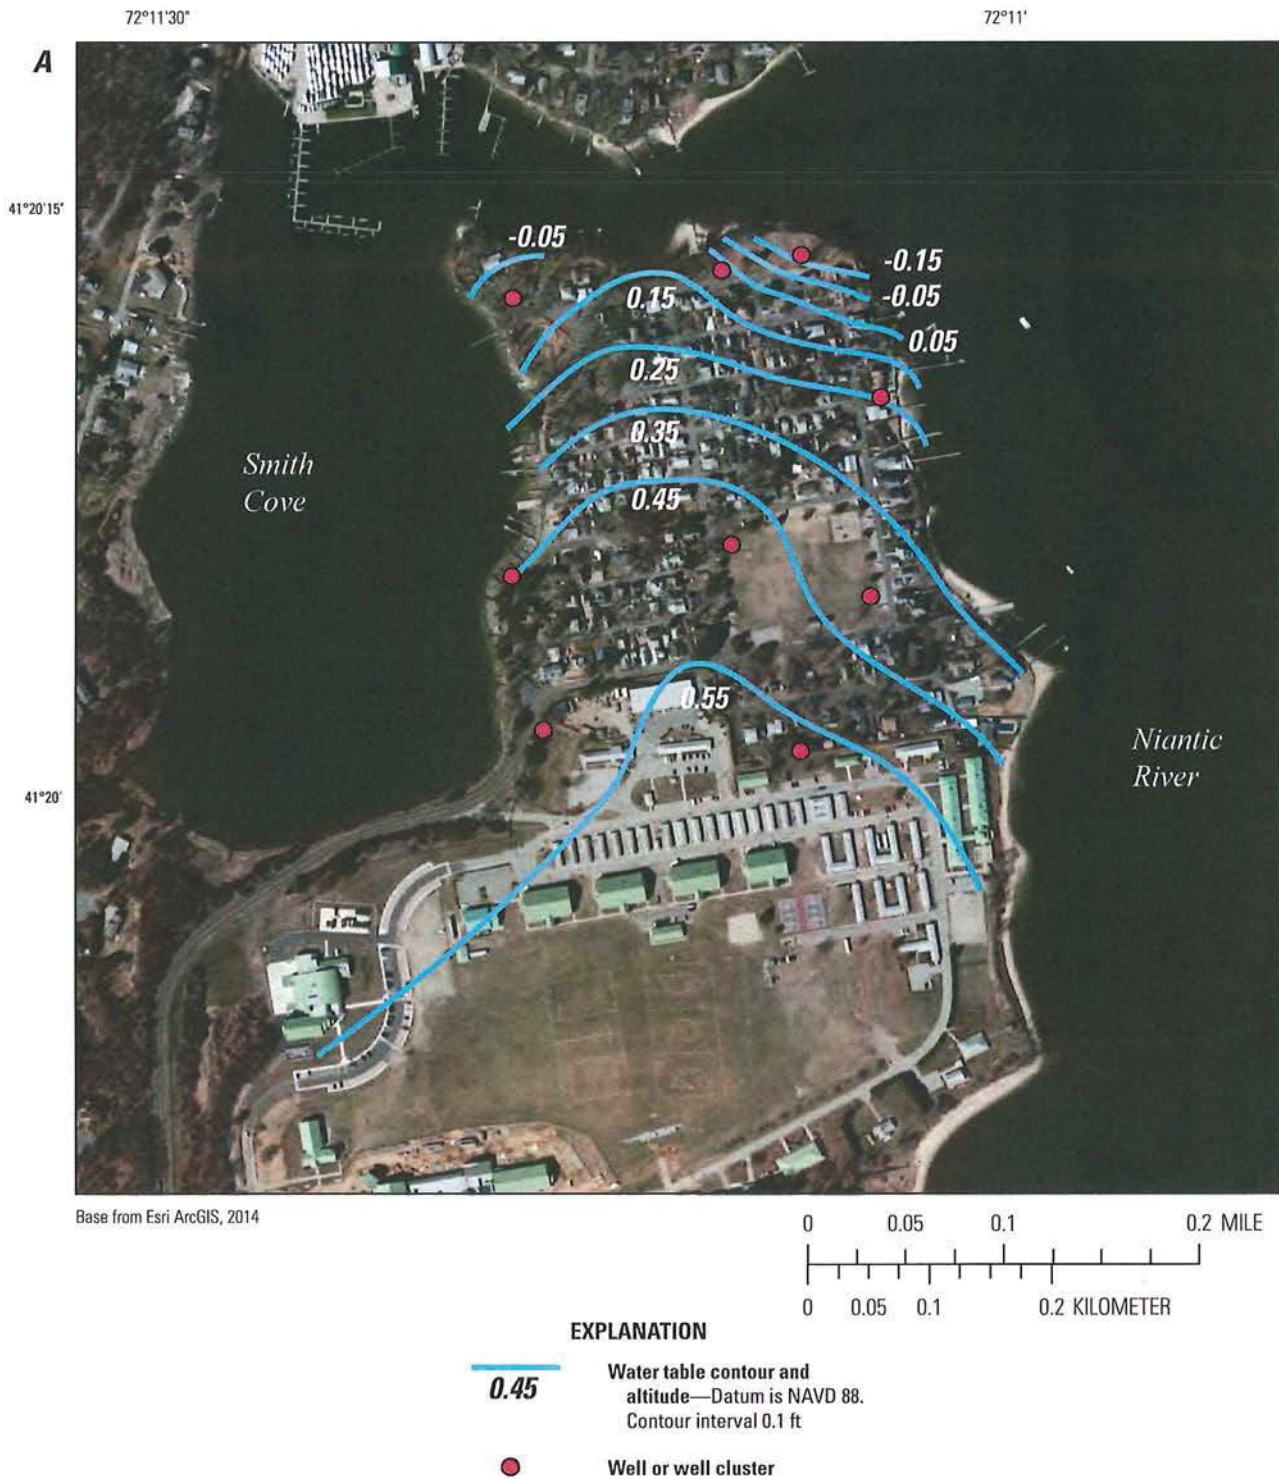 72°11'30"
72°11'
A
41°20'15"
-0.05
-0.15
-0.05
0.15
0.05
0.25
0.35
Smith
Cove
0.45
0.55
Niantic
River
41°20'
Base from Esri ArcGIS, 2014
0 0.05 0.1 0.2 MILE
0 0.05 0.1 0.2 KILOMETER
EXPLANATION
0.45
Water table contour and
altitude—Datum is NAVD 88.
Contour interval 0.1 ft
Well or well cluster